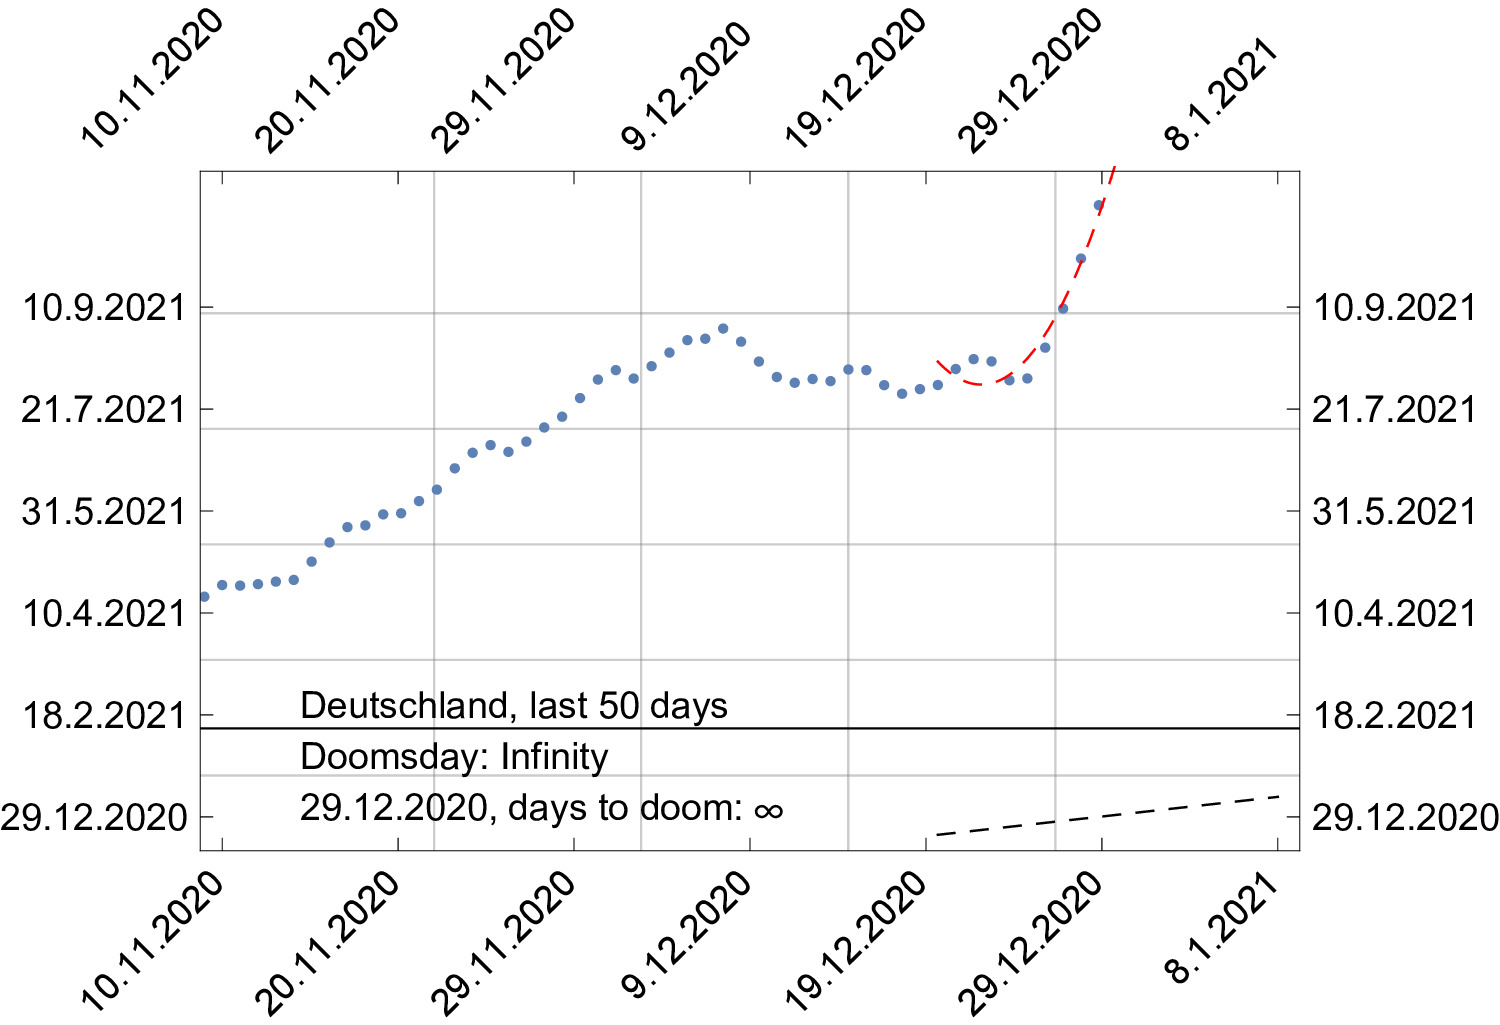 10.11.2020 20.11.2020 29.11.2020 9.12.2020 19.12.2020 29.12.2020 8.1.2021
10.9.2021 10.9.2021
21.7.2021 21.7.2021
31.5.2021 31.5.2021
10.4.2021 10.4.2021
18.2.2021 Deutschland, last 50 days 18.2.2021
Doomsday: Infinity
29.12.2020 29.12.2020, days to doom: ∞ 29.12.2020
10.11.2020 20.11.2020 29.11.2020 9.12.2020 19.12.2020 29.12.2020 8.1.2021